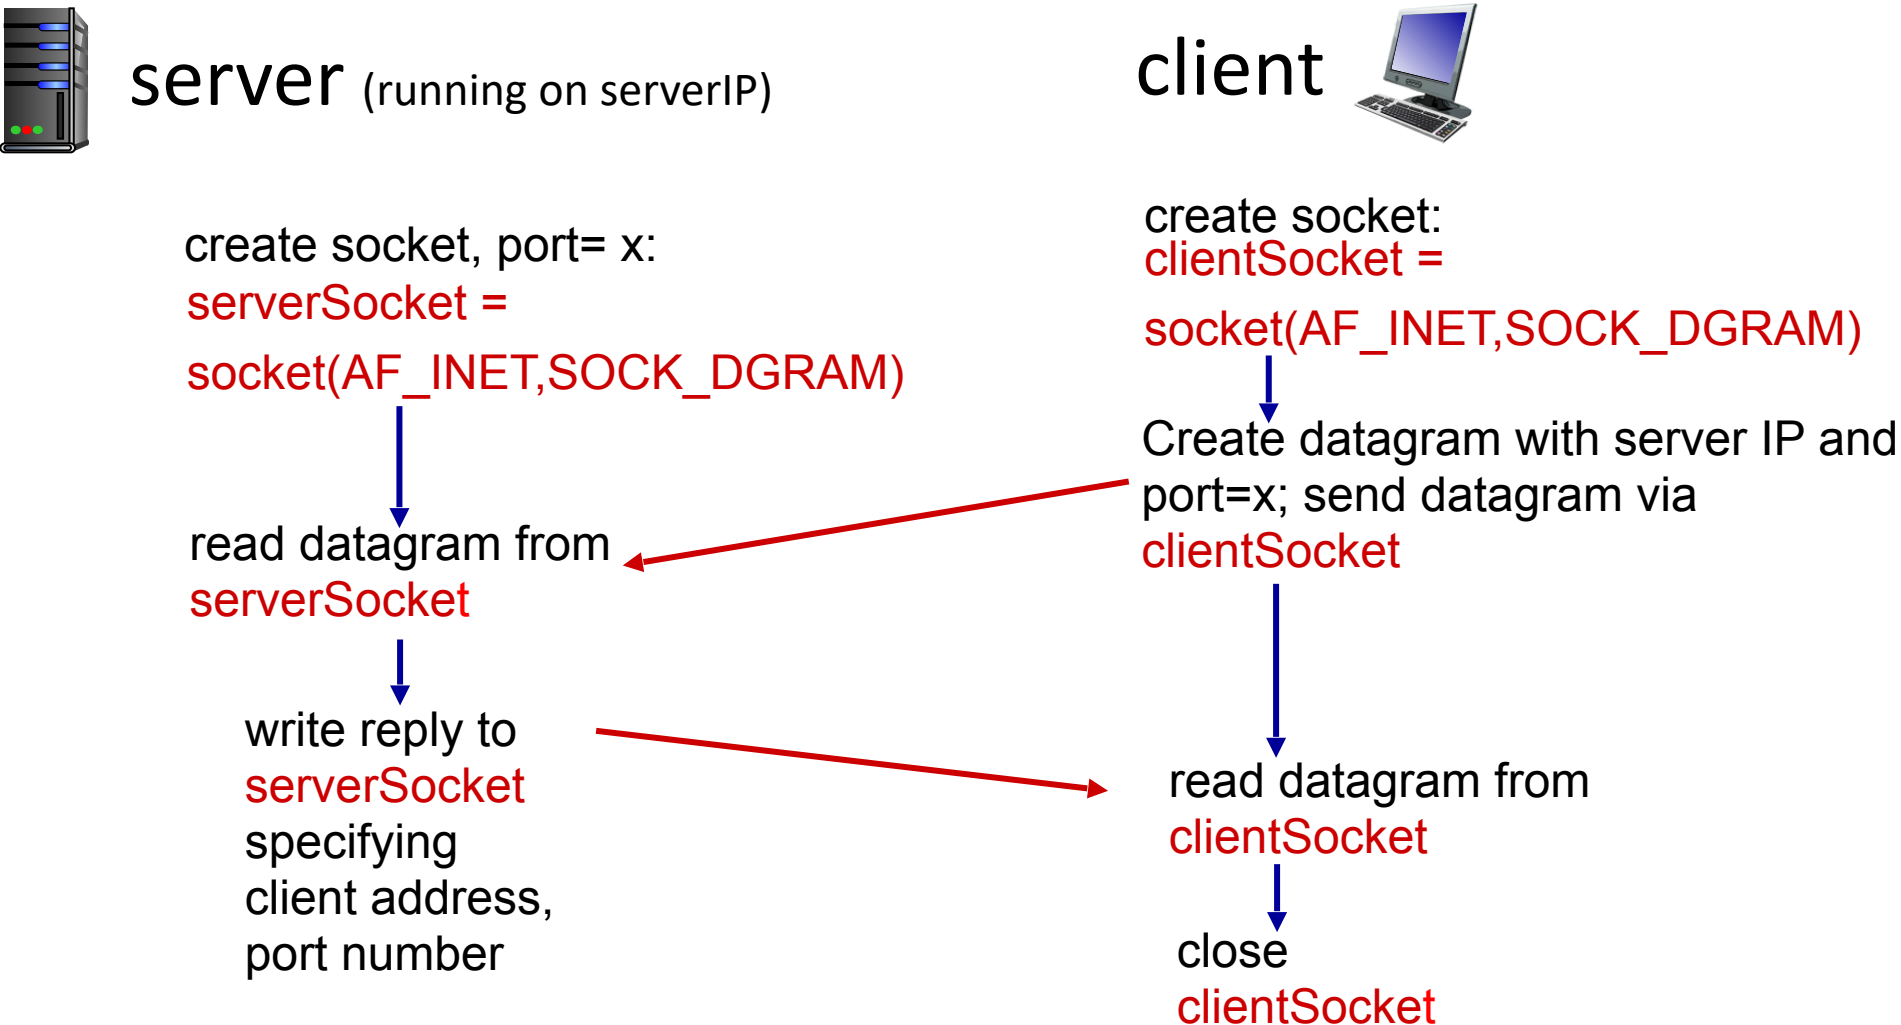 server (running on serverIP)
create socket, port= x:
serverSocket =
socket(AF_INET,SOCK_DGRAM)
read datagram from
serverSocket
write reply to
serverSocket
specifying
client address,
port number
client
create socket:
clientSocket =
socket(AF_INET,SOCK_DGRAM)
Create datagram with server IP and
port=x; send datagram via
clientSocket
read datagram from
clientSocket
close
clientSocket